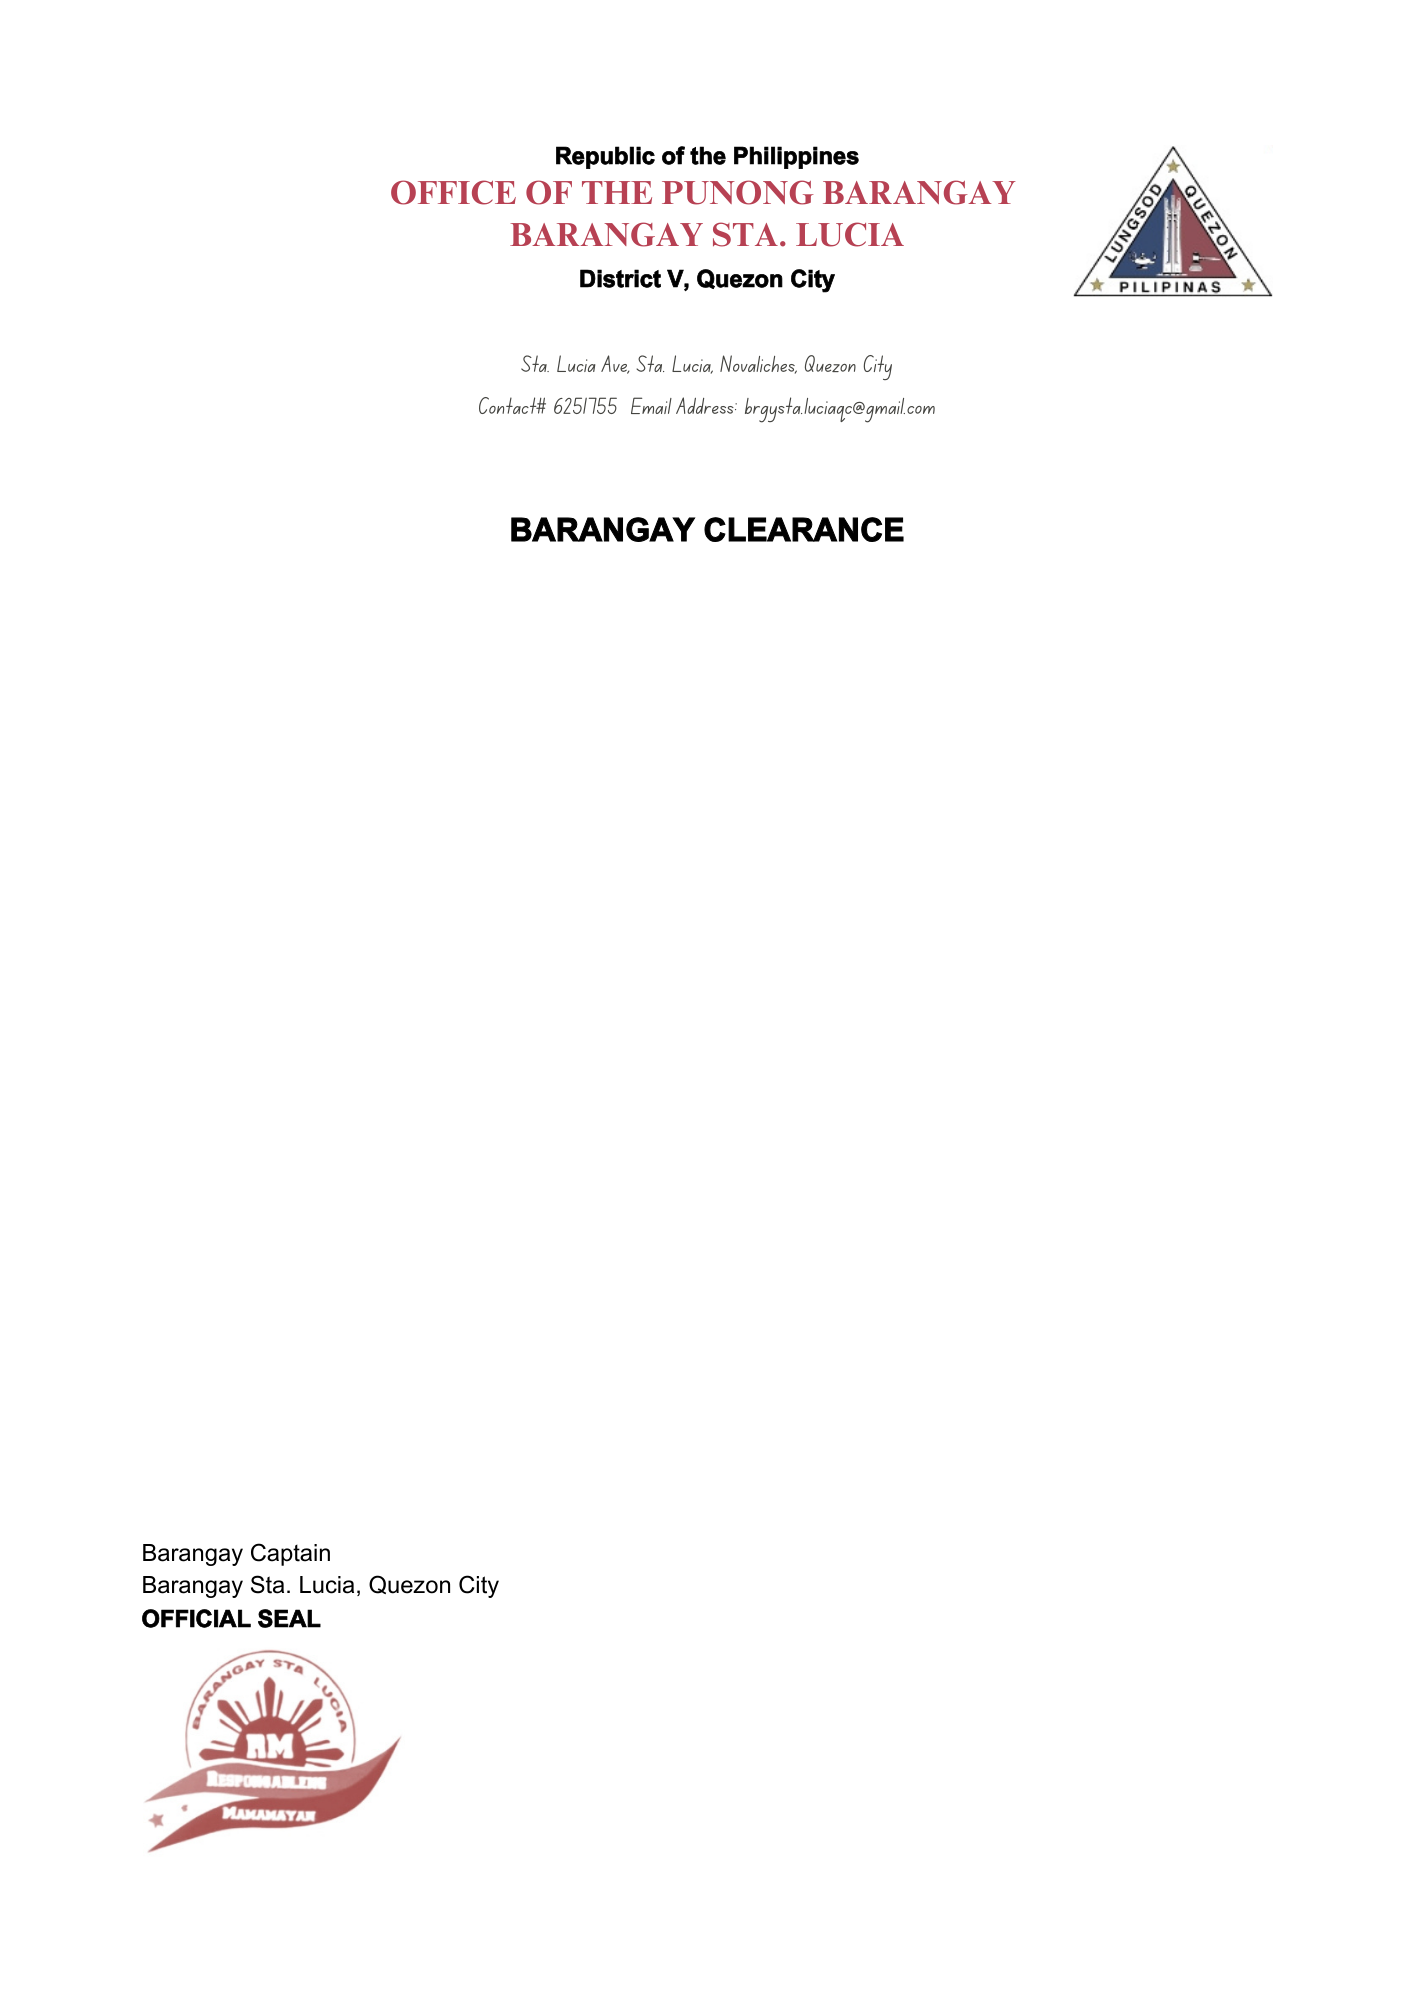 Republic of the Philippines
OFFICE OF THE PUNONG BARANGAY
BARANGAY STA. LUCIA
District V, Quezon City
LUNGSOD QUEZON
PILIPINAS
Sta. Lucia Ave, Sta. Lucia, Novaliches, Quezon City
Contact# 6251755 Email Address: brgysta.luciaqc@gmail.com
BARANGAY CLEARANCE
Barangay Captain
Barangay Sta. Lucia, Quezon City
OFFICIAL SEAL
BARANGAY STA. LUCIA
RM
RESPONSABLENG
MAMAMAYAN